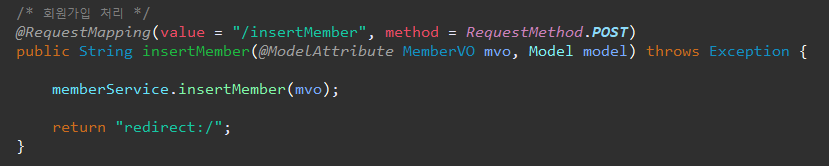 /* 회원가입 처리 */
@RequestMapping(value = "/insertMember", method = RequestMethod.POST)
public String insertMember(@ModelAttribute MemberVO mvo, Model model) throws Exception {
memberService.insertMember(mvo);
return "redirect:/";
}